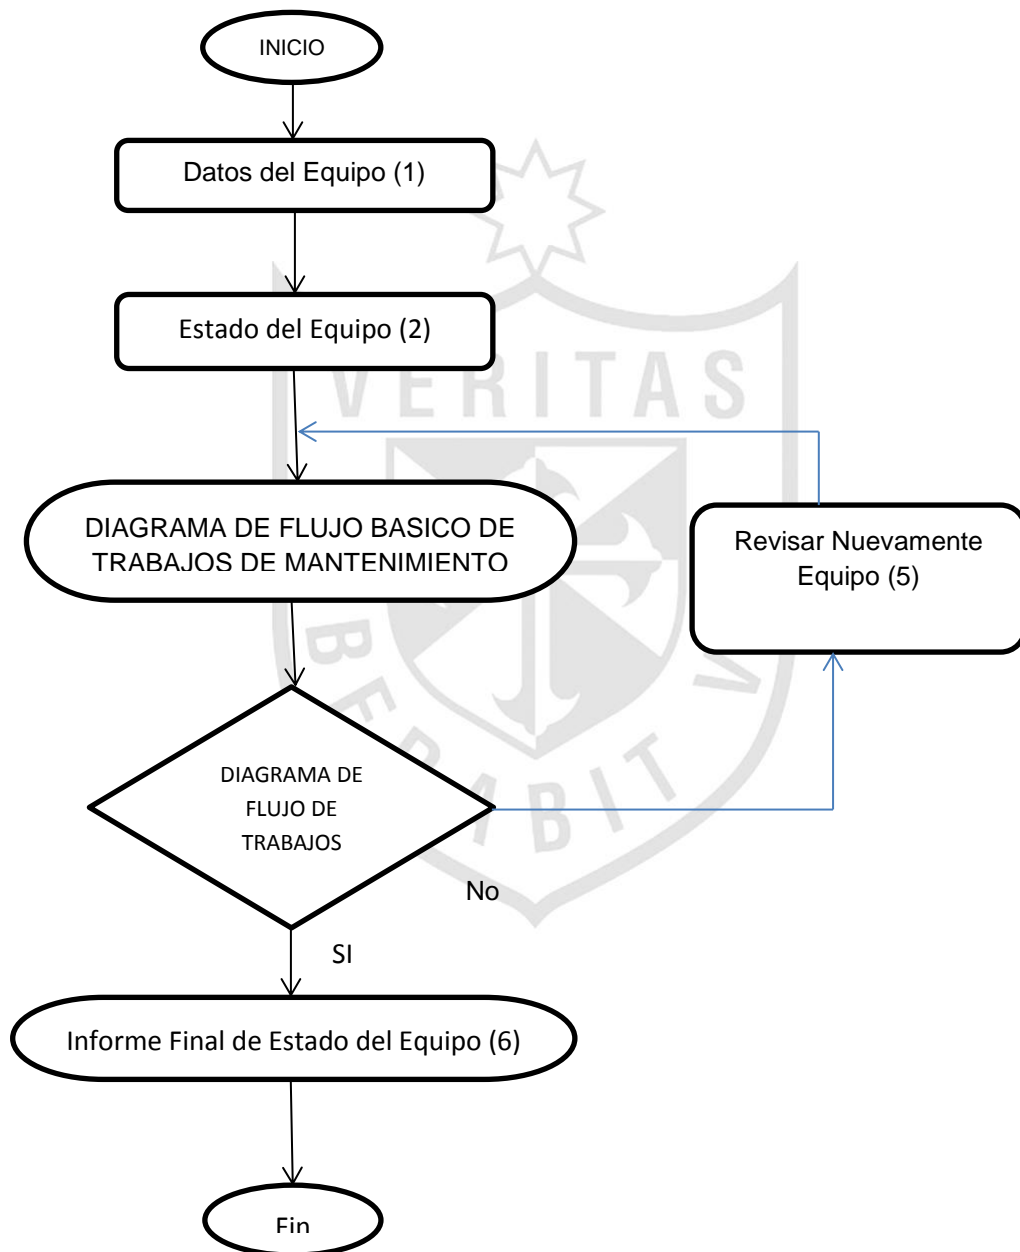 INICIO
Datos del Equipo (1)
Estado del Equipo (2)
VERITAS
DIAGRAMA DE FLUJO BASICO DE
TRABAJOS DE MANTENIMIENTO
Revisar Nuevamente
Equipo (5)
DIAGRAMA DE
FLUJO DE
TRABAJOS
No
SI
Informe Final de Estado del Equipo (6)
Fin